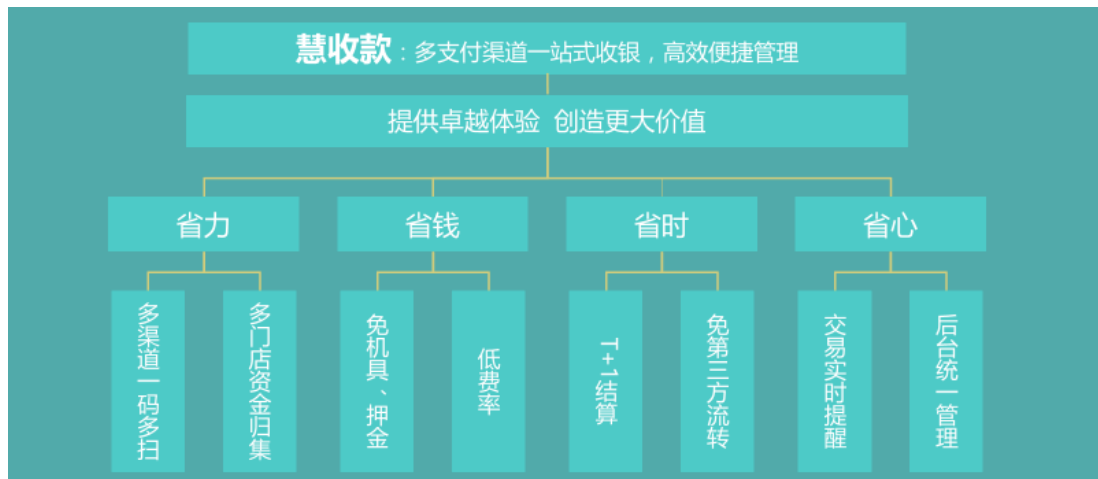 慧收款：多支付渠道一站式收银，高效便捷管理
提供卓越体验 创造更大价值
省力
省钱
省时
省心
多渠道一码多扫
多门店资金归集
免机具、押金
低费率
T+1结算
免第三方流转
交易实时提醒
后台统一管理